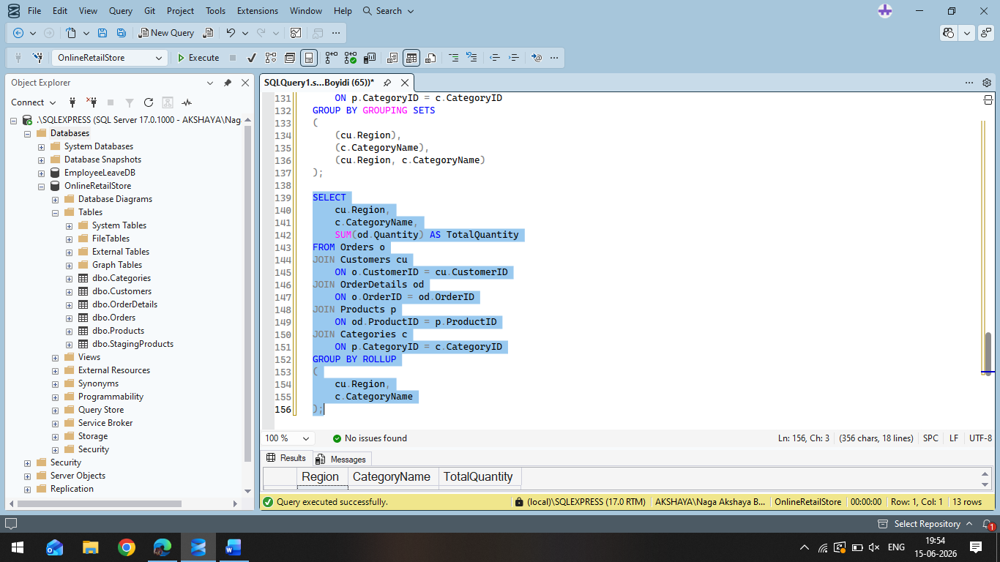 File Edit View Query Git Project Tools Extensions Window Help Search
New Query
OnlineRetailStore Execute
Object Explorer
Connect
.\SQLEXPRESS (SQL Server 17.0.1000 - AKSHAYA\Nag
Databases
System Databases
Database Snapshots
EmployeeLeaveDB
OnlineRetailStore
Database Diagrams
Tables
System Tables
FileTables
External Tables
Graph Tables
dbo.Categories
dbo.Customers
dbo.OrderDetails
dbo.Orders
dbo.Products
dbo.StagingProducts
Views
External Resources
Synonyms
Programmability
Query Store
Service Broker
Storage
Security
Security
Server Objects
Replication
SQLQuery1.s...Boyidi (65))*
131 ON p.CategoryID = c.CategoryID
132 GROUP BY GROUPING SETS
133 (
134 (cu.Region),
135 (c.CategoryName),
136 (cu.Region, c.CategoryName)
137 );
138
139 SELECT
140 cu.Region,
141 c.CategoryName,
142 SUM(od.Quantity) AS TotalQuantity
143 FROM Orders o
144 JOIN Customers cu
145 ON o.CustomerID = cu.CustomerID
146 JOIN OrderDetails od
147 ON o.OrderID = od.OrderID
148 JOIN Products p
149 ON od.ProductID = p.ProductID
150 JOIN Categories c
151 ON p.CategoryID = c.CategoryID
152 GROUP BY ROLLUP
153 (
154 cu.Region,
155 c.CategoryName
156 );
100 % No issues found Ln: 156, Ch: 3 (356 chars, 18 lines) SPC LF UTF-8
Results Messages
Region CategoryName TotalQuantity
Query executed successfully. (local)\SQLEXPRESS (17.0 RTM) AKSHAYA\Naga Akshaya B... OnlineRetailStore 00:00:00 Row: 1, Col: 1 13 rows
Select Repository 1
ENG 19:54
15-06-2026